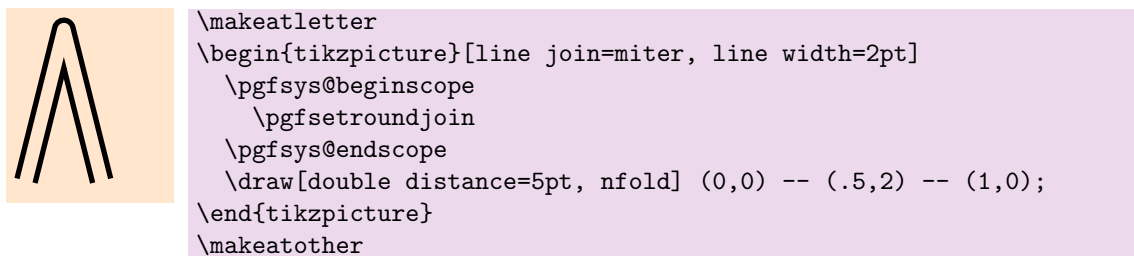 \makeatletter
\begin{tikzpicture}[line join=miter, line width=2pt]
  \pgfsys@beginscope
    \pgfsetroundjoin
  \pgfsys@endscope
  \draw[double distance=5pt, nfold] (0,0) -- (.5,2) -- (1,0);
\end{tikzpicture}
\makeatother